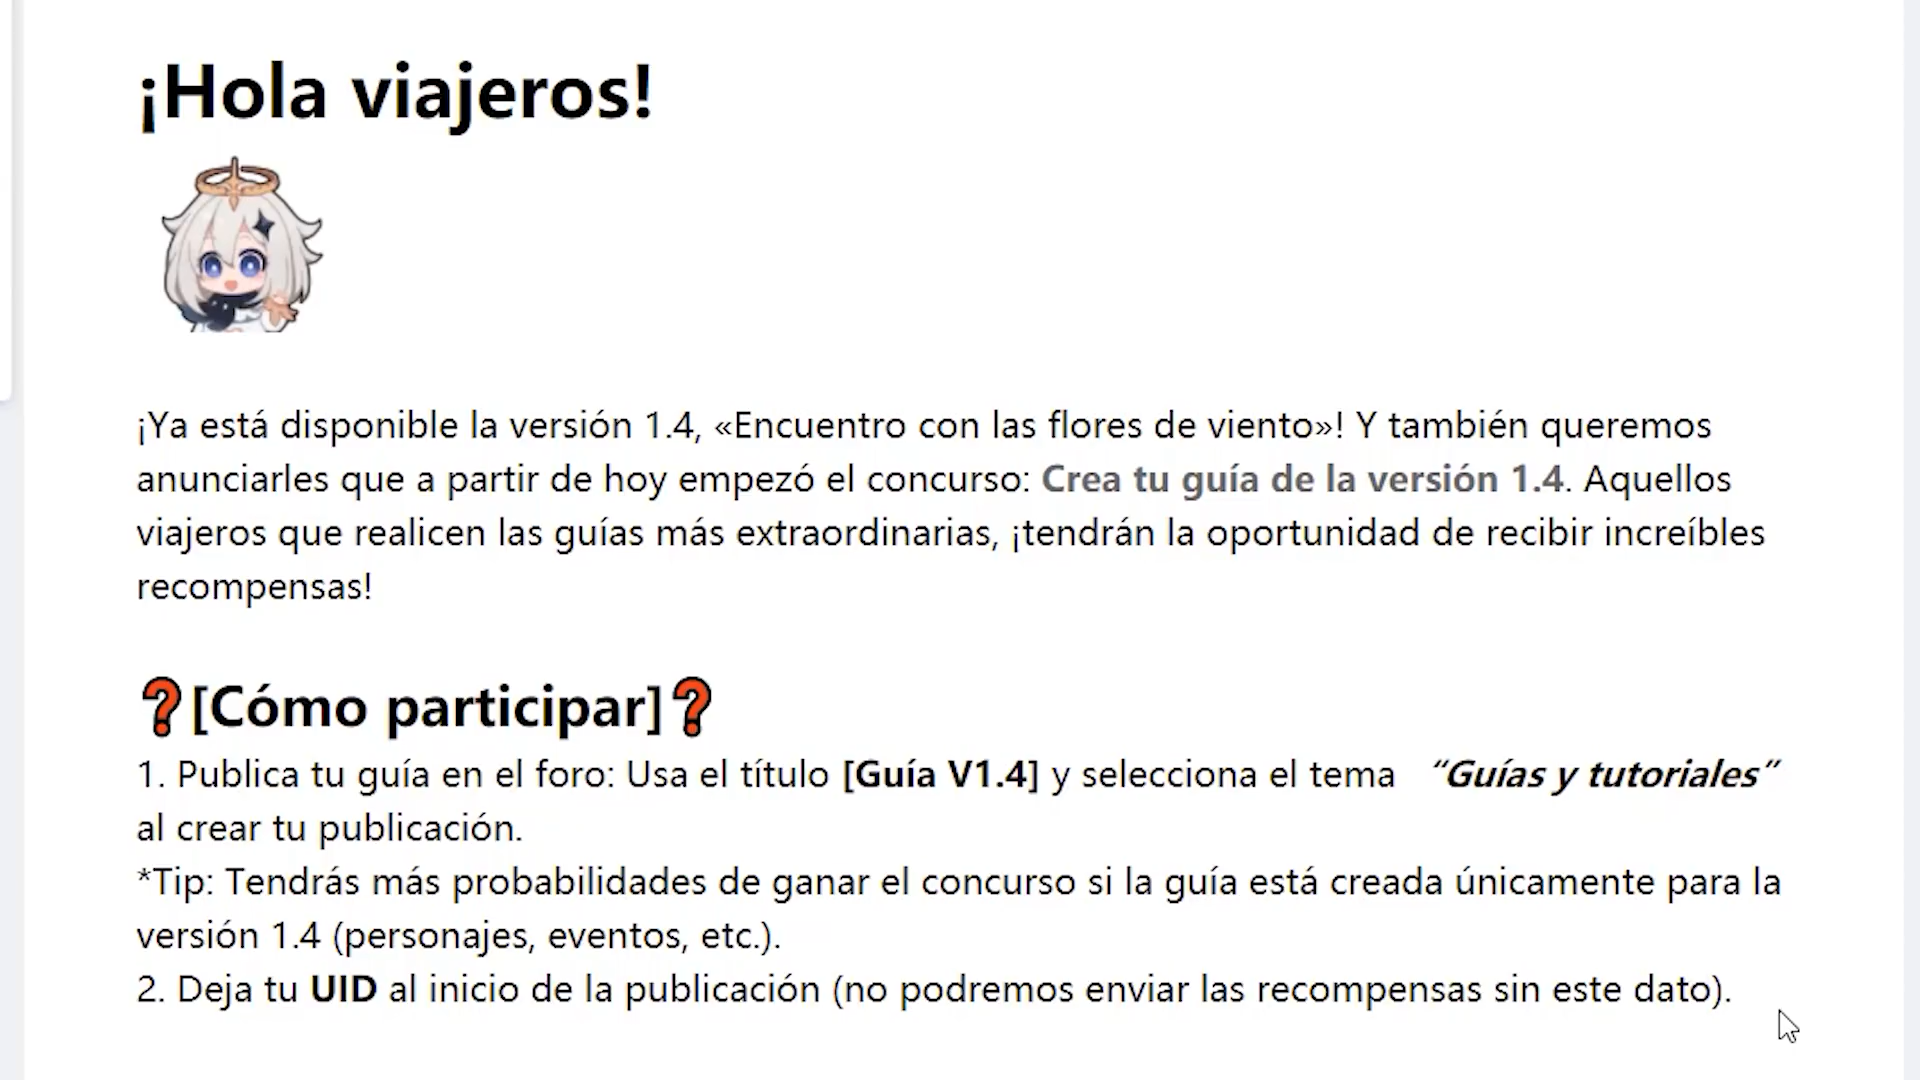 ¡Hola viajeros!
¡Ya está disponible la versión 1.4, «Encuentro con las flores de viento»! Y también queremos
anunciarles que a partir de hoy empezó el concurso: Crea tu guía de la versión 1.4. Aquellos
viajeros que realicen las guías más extraordinarias, ¡tendrán la oportunidad de recibir increíbles
recompensas!
❓[Cómo participar]❓
1. Publica tu guía en el foro: Usa el título [Guía V1.4] y selecciona el tema “Guías y tutoriales”
al crear tu publicación.
*Tip: Tendrás más probabilidades de ganar el concurso si la guía está creada únicamente para la
versión 1.4 (personajes, eventos, etc.).
2. Deja tu UID al inicio de la publicación (no podremos enviar las recompensas sin este dato).